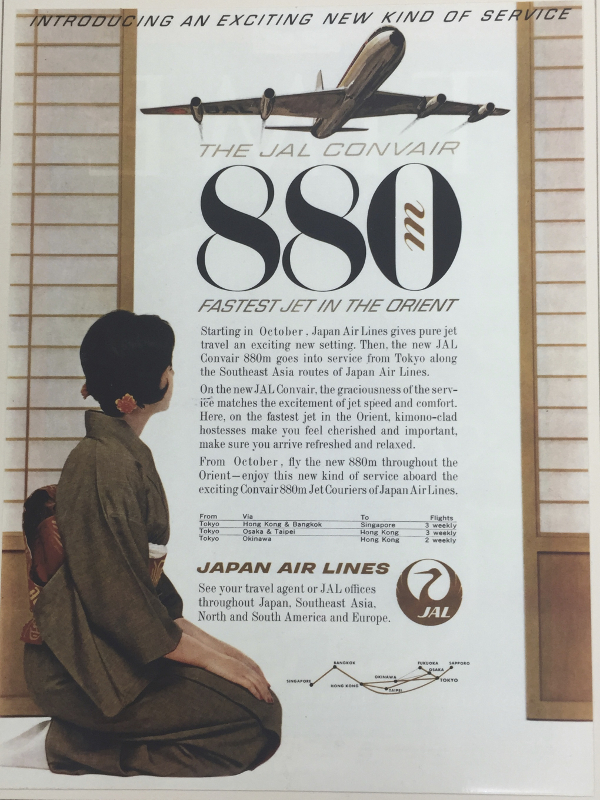 INTRODUCING AN EXCITING NEW KIND OF SERVICE
THE JAL CONVAIR
880m
FASTEST JET IN THE ORIENT
Starting in October, Japan Air Lines gives pure jet
travel an exciting new setting. Then, the new JAL
Convair 880m goes into service from Tokyo along
the Southeast Asia routes of Japan Air Lines.
On the new JAL Convair, the graciousness of the serv-
ice matches the excitement of jet speed and comfort.
Here, on the fastest jet in the Orient, kimono-clad
hostesses make you feel cherished and important,
make sure you arrive refreshed and relaxed.
From October, fly the new 880m throughout the
Orient—enjoy this new kind of service aboard the
exciting Convair 880m Jet Couriers of Japan Air Lines.
From Via To Flights
Tokyo Hong Kong & Bangkok Singapore 3 weekly
Tokyo Osaka & Taipei Hong Kong 3 weekly
Tokyo Okinawa Hong Kong 2 weekly
JAPAN AIR LINES
See your travel agent or JAL offices
throughout Japan, Southeast Asia,
North and South America and Europe.
JAL
BANGKOK
FUKUOKA
SAPPORO
OSAKA
SINGAPORE
HONG KONG
OKINAWA
TOKYO
TAIPEI